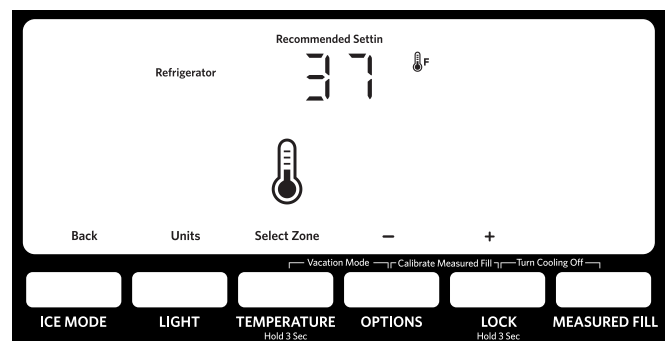 Recommended Settin
Refrigerator 37 F
Back Units Select Zone − +
Vacation Mode Calibrate Measured Fill Turn Cooling Off
ICE MODE LIGHT TEMPERATURE OPTIONS LOCK MEASURED FILL
Hold 3 Sec Hold 3 Sec